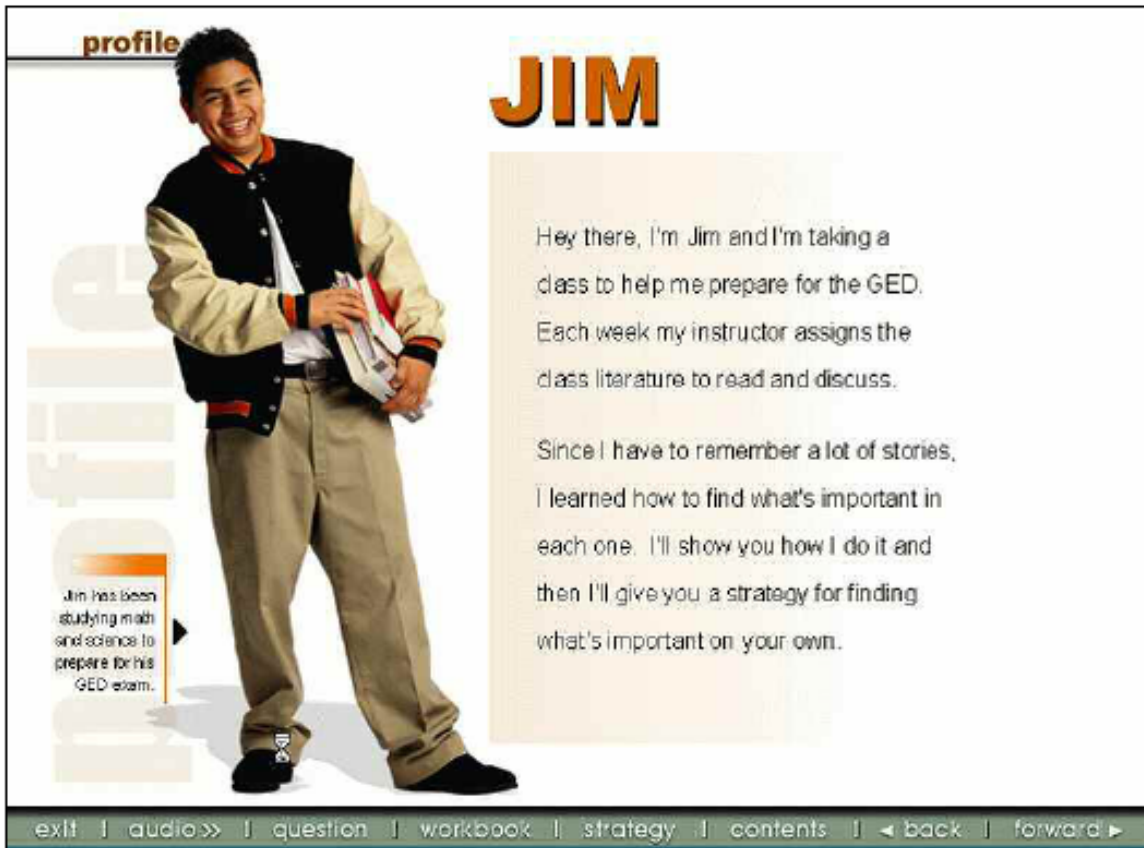 profile
JIM
Hey there, I'm Jim and I'm taking a
class to help me prepare for the GED.
Each week my instructor assigns the
class literature to read and discuss.
Since I have to remember a lot of stories,
I learned how to find what's important in
each one. I'll show you how I do it and
then I'll give you a strategy for finding
what's important on your own.
profile
Jim has been
studying math
and science to
prepare for his
GED exam.
exit | audio >> | question | workbook | strategy | contents | ◄ back | forward ►